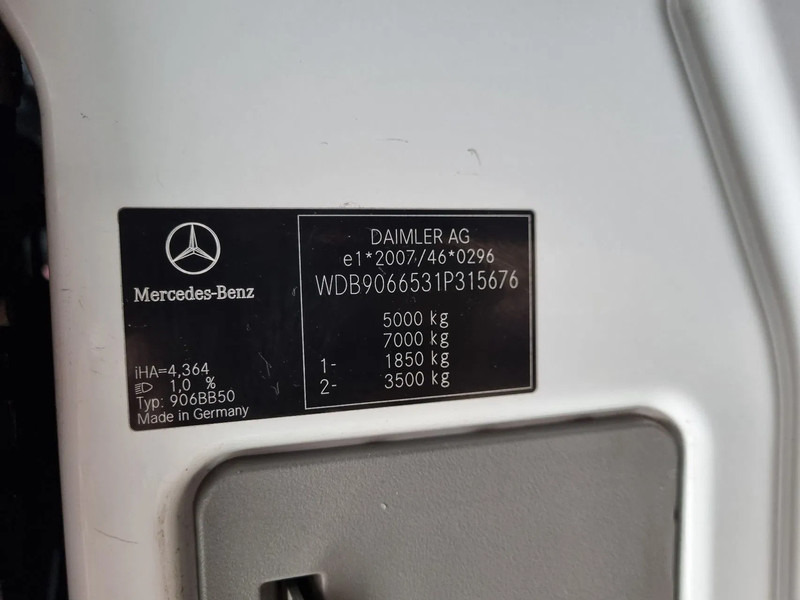 Mercedes-Benz
iHA=4,364
1,0 %
Typ: 906BB50
Made in Germany
DAIMLER AG
e1*2007/46*0296
WDB9066531P315676
5000 kg
7000 kg
1- 1850 kg
2- 3500 kg